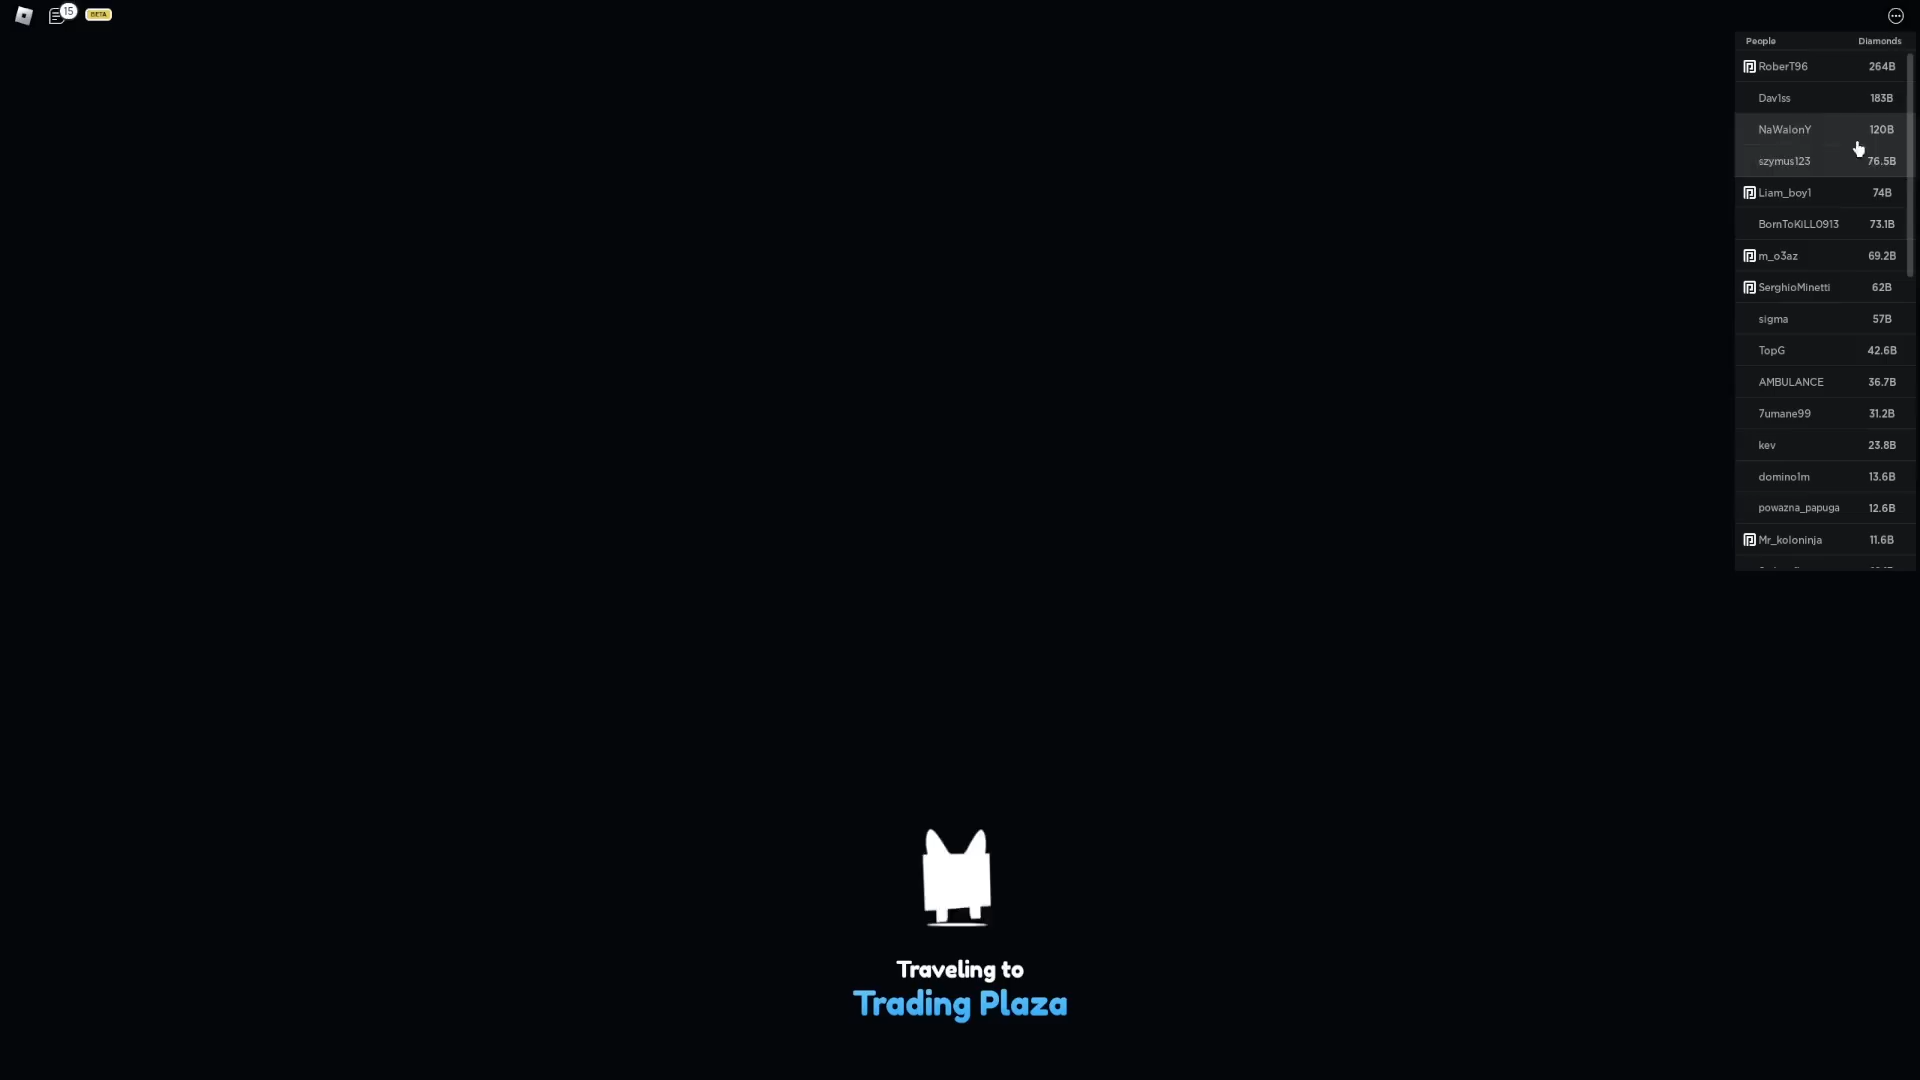 15
BETA
People Diamonds
RoberT96 264B
Dav1ss 183B
NaWalonY 120B
szymus123 76.5B
Liam_boy1 74B
BornToKiLL0913 73.1B
m_o3az 69.2B
SerghioMinetti 62B
sigma 57B
TopG 42.6B
AMBULANCE 36.7B
7umane99 31.2B
kev 23.8B
domino1m 13.6B
powazna_papuga 12.6B
Mr_koloninja 11.6B
Traveling to
Trading Plaza